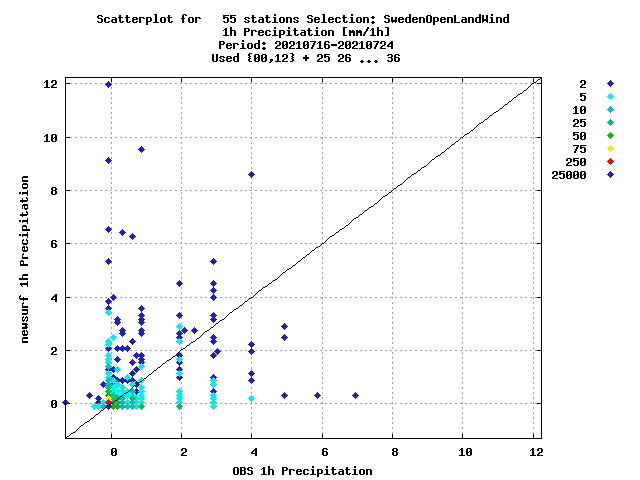 Scatterplot for 55 stations Selection: SwedenOpenLandWind
1h Precipitation [mm/1h]
Period: 20210716-20210724
Used {00,12} + 25 26 ... 36
12
10
8
6
4
2
0
newsurf 1h Precipitation
0 2 4 6 8 10 12
OBS 1h Precipitation
2
5
10
25
50
75
250
25000